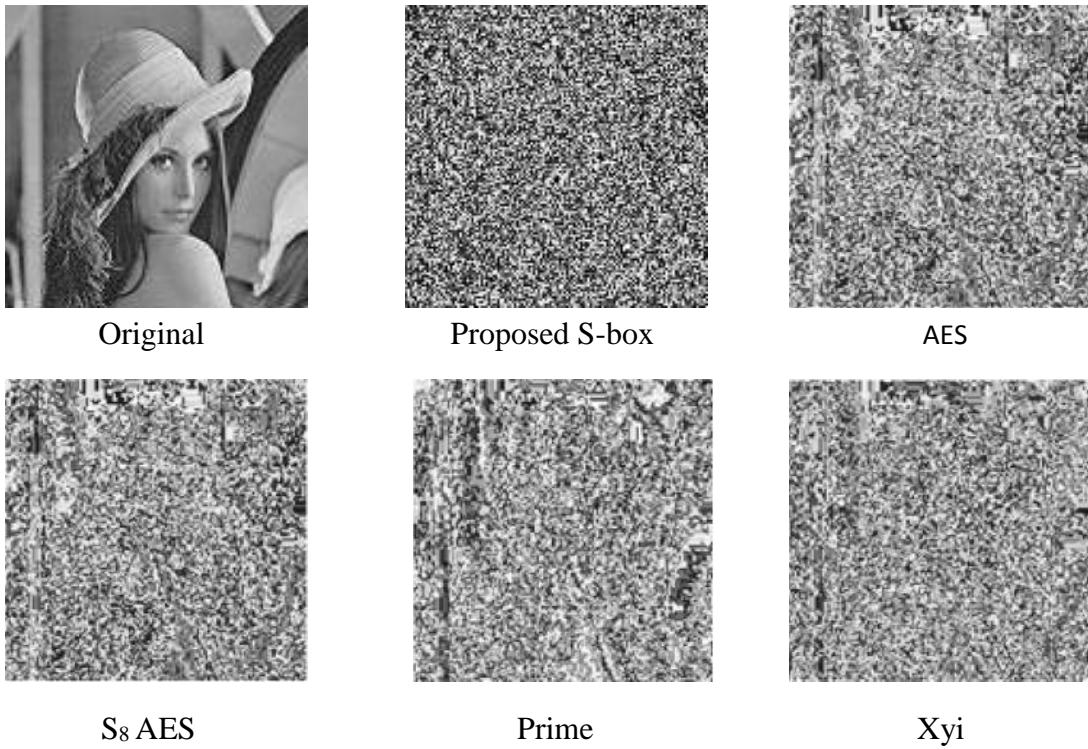 Original
Proposed S-box
AES
S₈ AES
Prime
Xyi